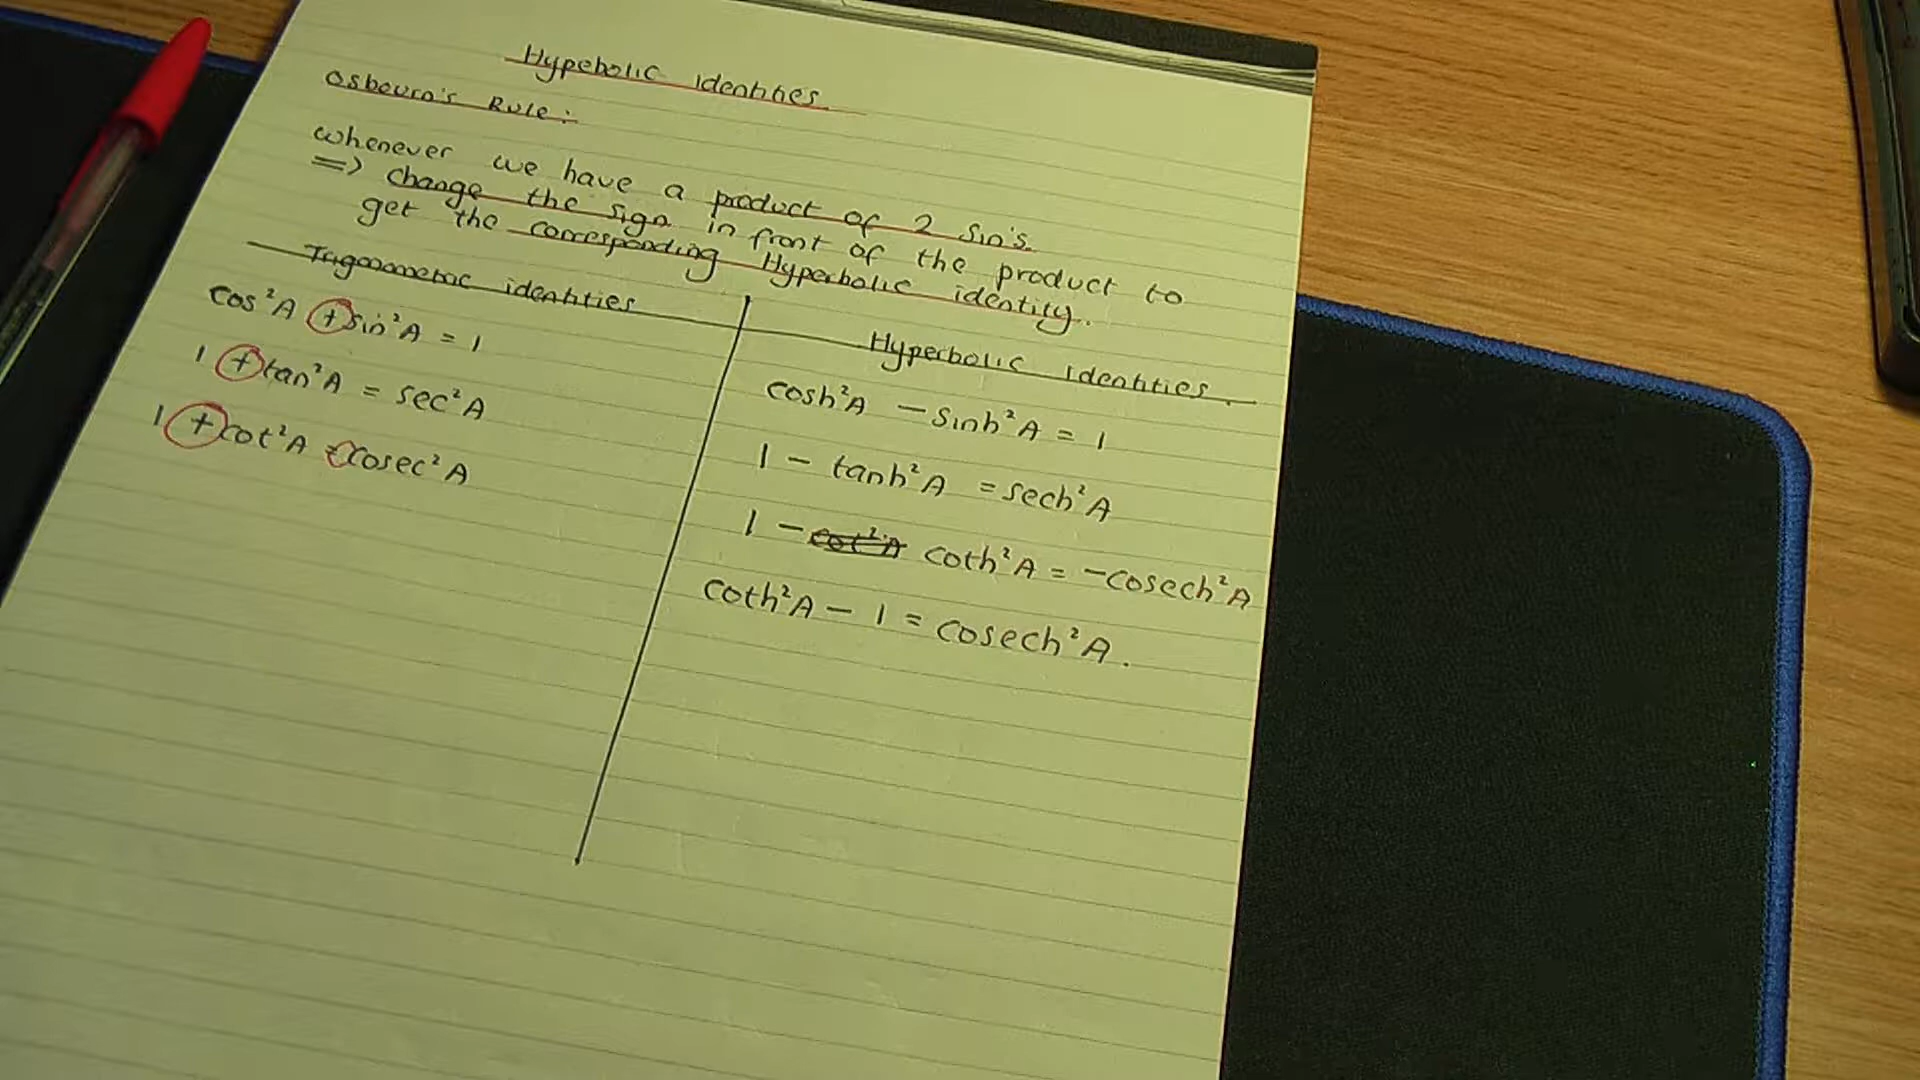 Hypebolic identities
Osbourn's Rule:
Whenever we have a product of 2 sin's.
=> change the sign in front of the product to
get the corresponding Hyperbolic identity.
Trigonometric identities
cos²A + sin²A = 1
1 + tan²A = sec²A
1 + cot²A = cosec²A
Hyperbolic identities.
cosh²A - sinh²A = 1
1 - tanh²A = sech²A
1 - cot²A coth²A = -cosech²A
coth²A - 1 = cosech²A.